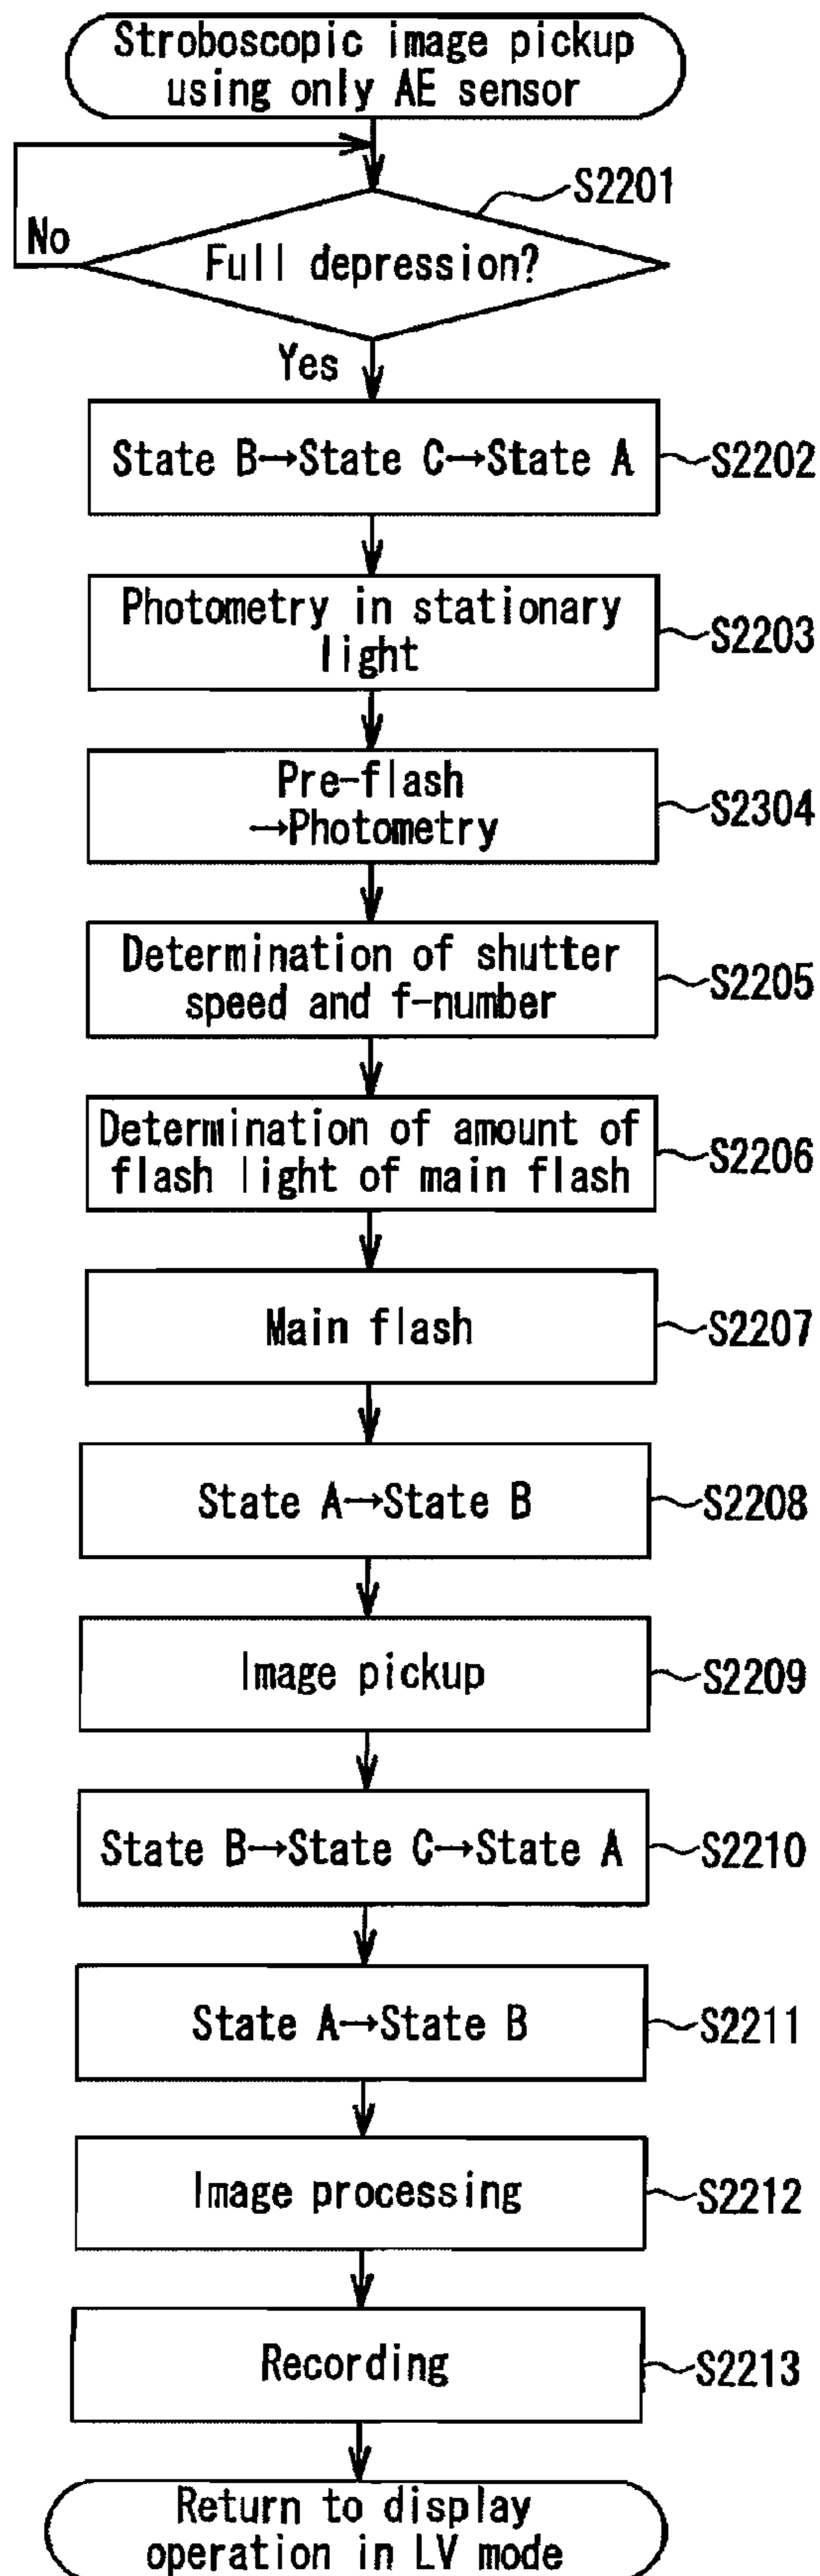 Stroboscopic image pickup
using only AE sensor
S2201
No
Full depression?
Yes
State B→State C→State A
S2202
Photometry in stationary
light
S2203
Pre-flash
→Photometry
S2304
Determination of shutter
speed and f-number
S2205
Determination of amount of
flash light of main flash
S2206
Main flash
S2207
State A→State B
S2208
Image pickup
S2209
State B→State C→State A
S2210
State A→State B
S2211
Image processing
S2212
Recording
S2213
Return to display
operation in LV mode